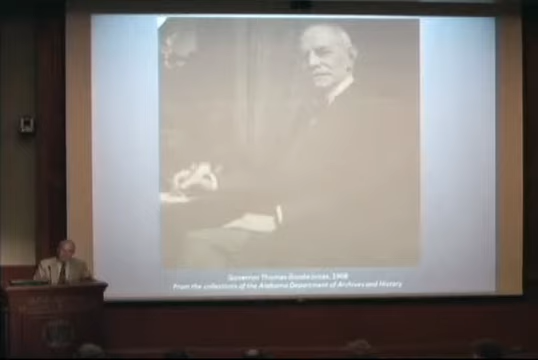 Governor Thomas Goode Jones, 1908
From the collections of the Alabama Department of Archives and History